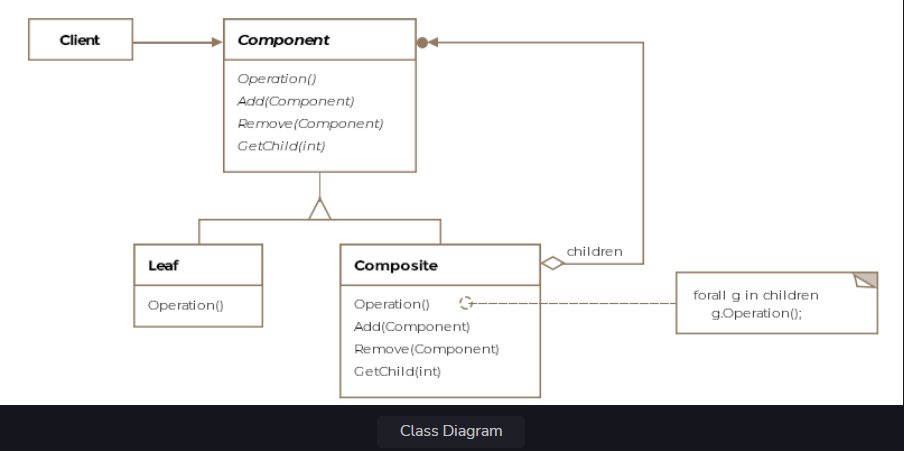 Client
Component
Operation()
Add(Component)
Remove(Component)
GetChild(int)
children
Leaf
Operation()
Composite
Operation()
Add(Component)
Remove(Component)
GetChild(int)
forall g in children
g.Operation();
Class Diagram